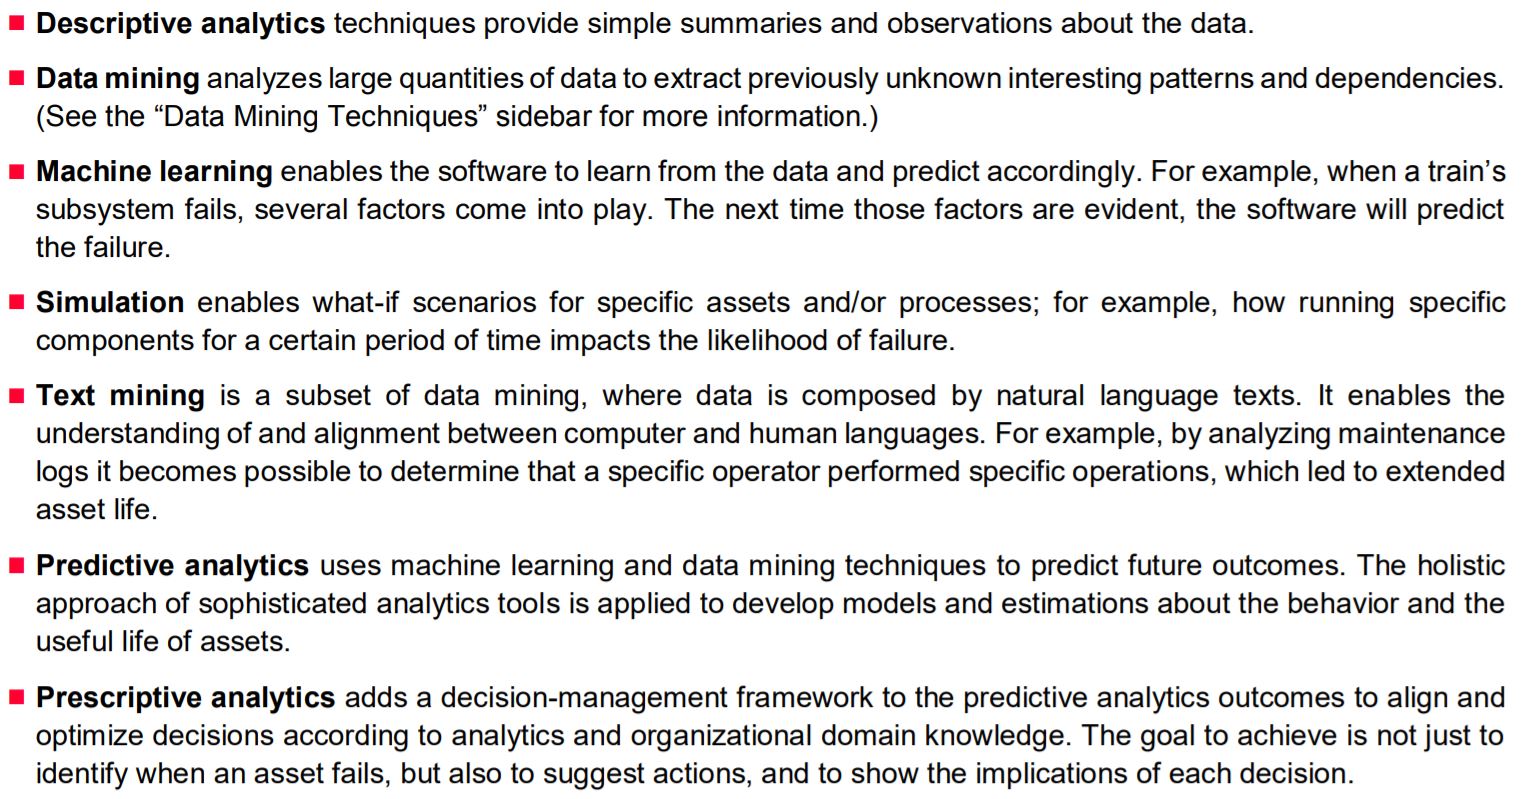 Descriptive analytics techniques provide simple summaries and observations about the data.
Data mining analyzes large quantities of data to extract previously unknown interesting patterns and dependencies.
(See the “Data Mining Techniques” sidebar for more information.)
Machine learning enables the software to learn from the data and predict accordingly. For example, when a train’s
subsystem fails, several factors come into play. The next time those factors are evident, the software will predict
the failure.
Simulation enables what-if scenarios for specific assets and/or processes; for example, how running specific
components for a certain period of time impacts the likelihood of failure.
Text mining is a subset of data mining, where data is composed by natural language texts. It enables the
understanding of and alignment between computer and human languages. For example, by analyzing maintenance
logs it becomes possible to determine that a specific operator performed specific operations, which led to extended
asset life.
Predictive analytics uses machine learning and data mining techniques to predict future outcomes. The holistic
approach of sophisticated analytics tools is applied to develop models and estimations about the behavior and the
useful life of assets.
Prescriptive analytics adds a decision-management framework to the predictive analytics outcomes to align and
optimize decisions according to analytics and organizational domain knowledge. The goal to achieve is not just to
identify when an asset fails, but also to suggest actions, and to show the implications of each decision.